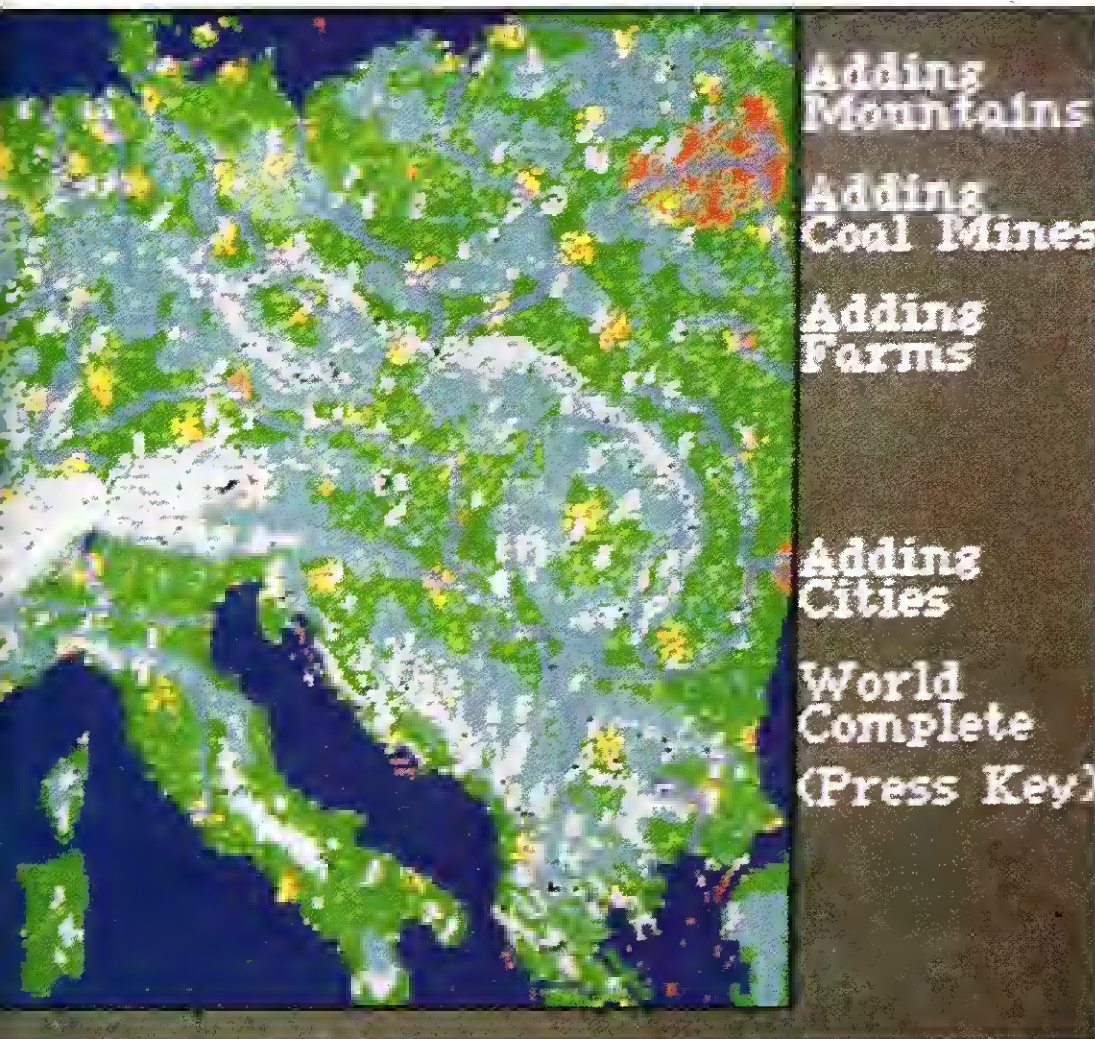 Adding
Mountains
Adding
Coal Mines
Adding
Farms
Adding
Cities
World
Complete
(Press Key)